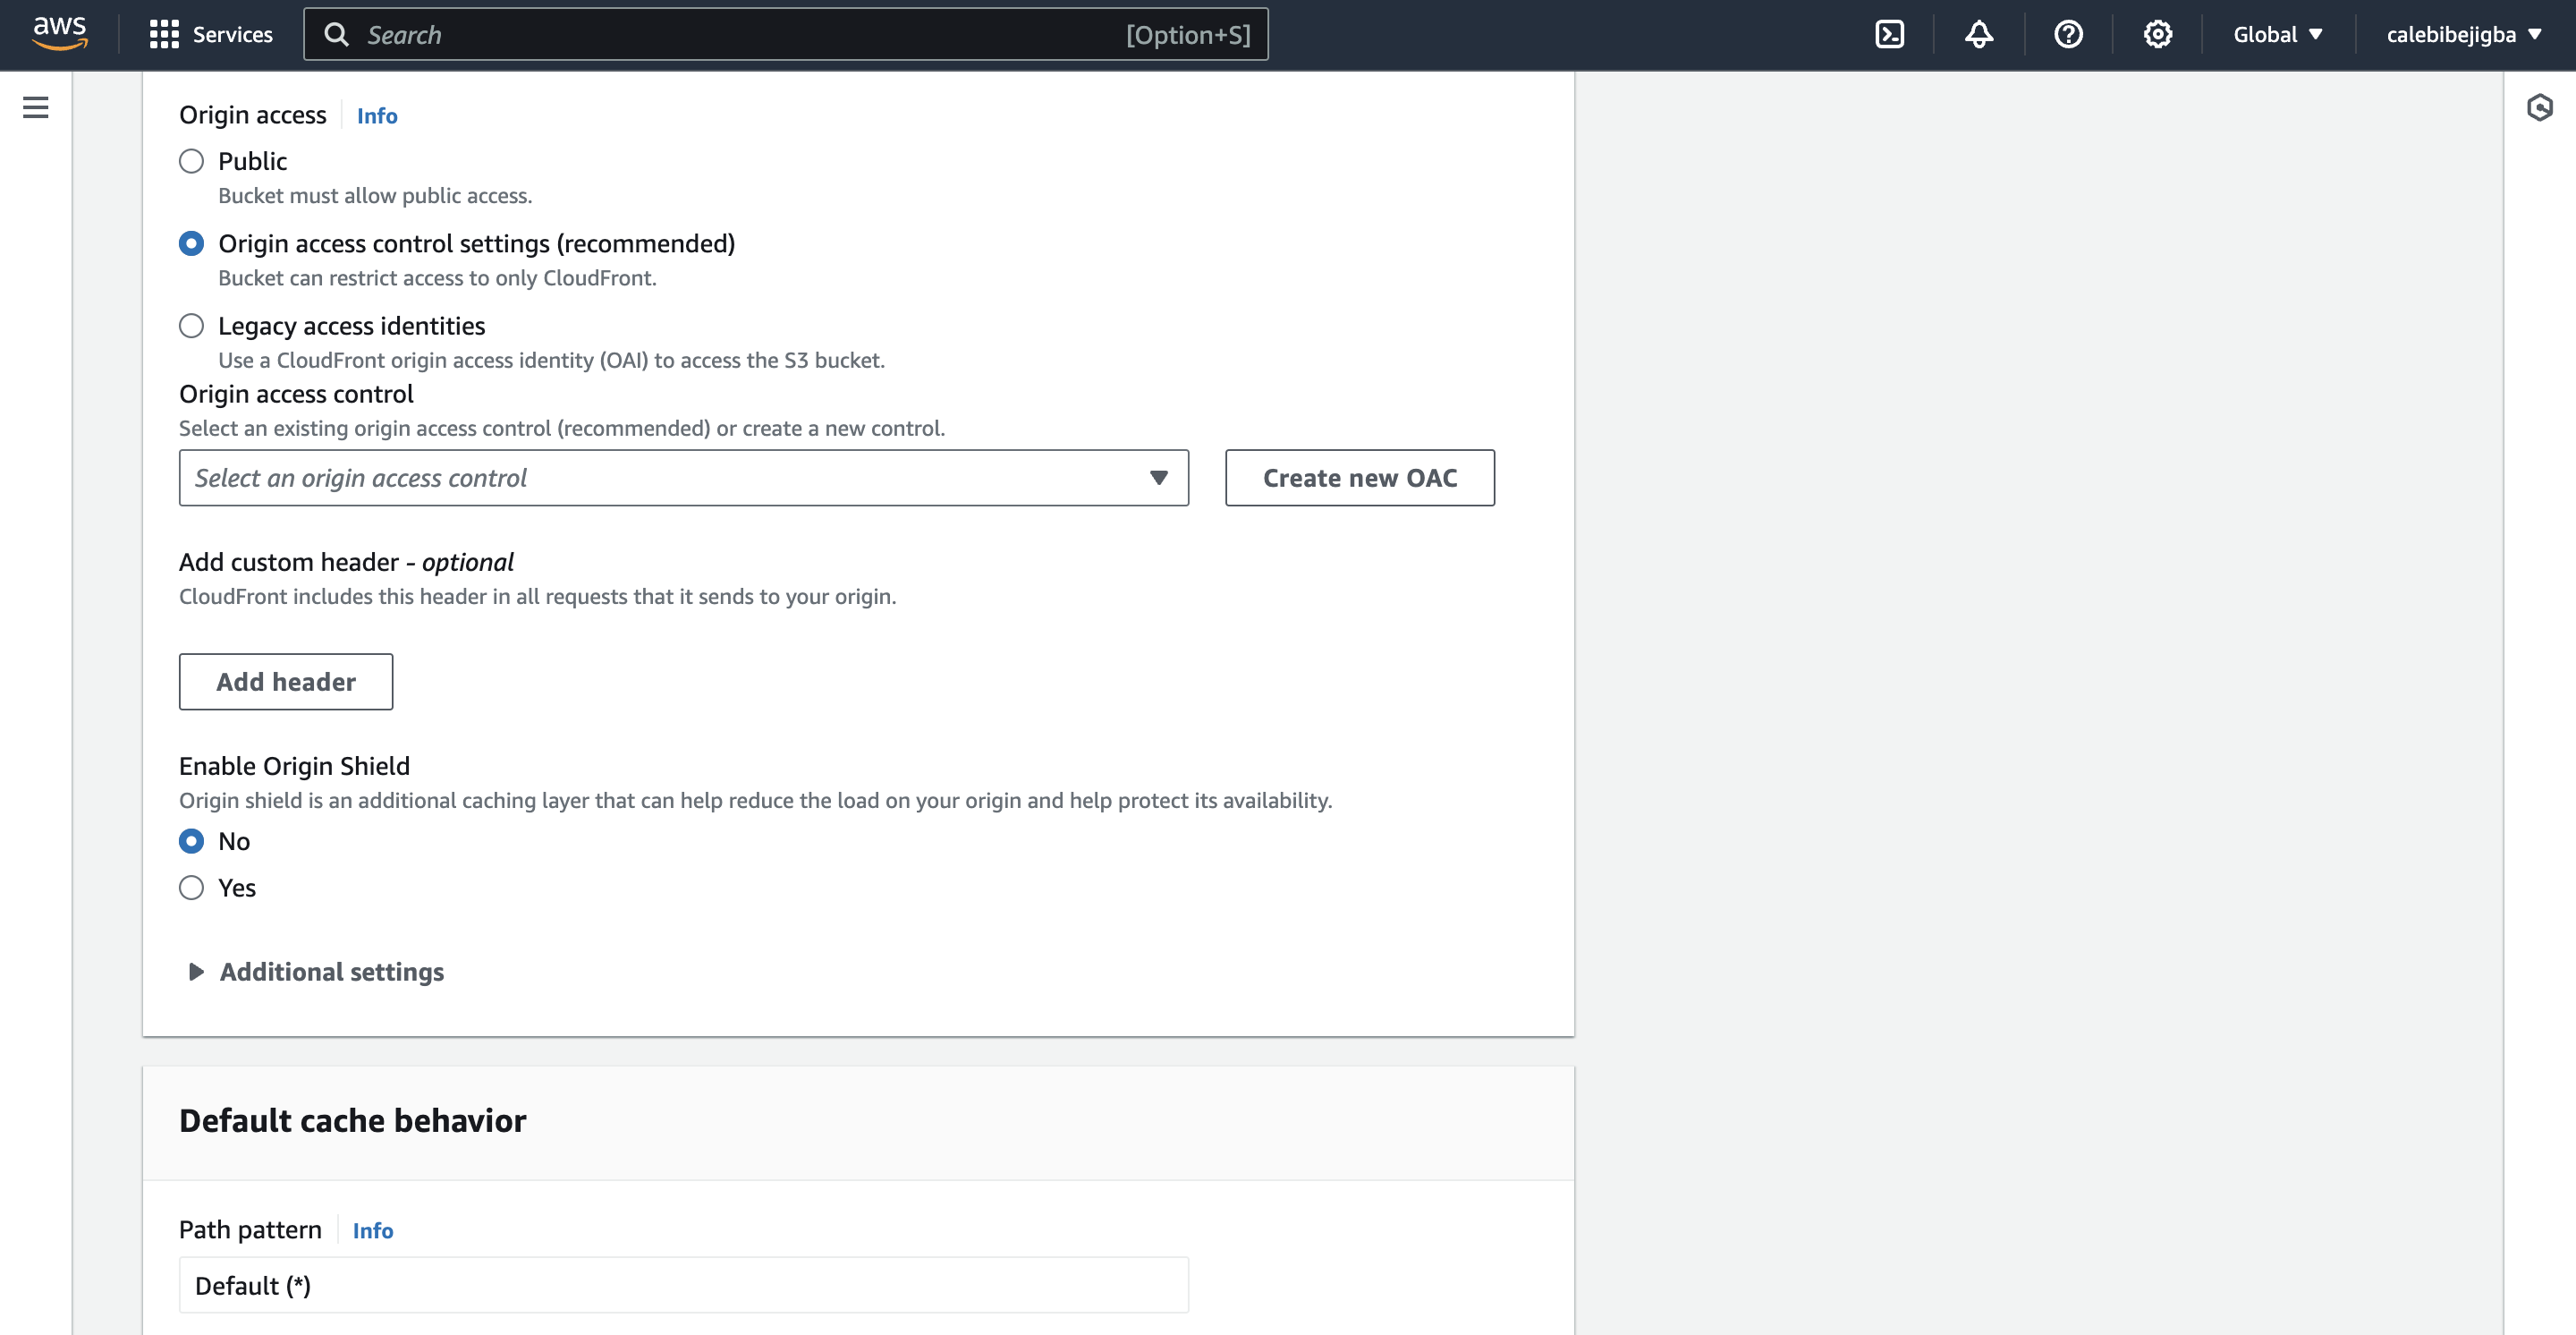 aws
Services
Search
[Option+S]
Global
calebibejigba
Origin access
Info
Public
Bucket must allow public access.
Origin access control settings (recommended)
Bucket can restrict access to only CloudFront.
Legacy access identities
Use a CloudFront origin access identity (OAI) to access the S3 bucket.
Origin access control
Select an existing origin access control (recommended) or create a new control.
Select an origin access control
Create new OAC
Add custom header - optional
CloudFront includes this header in all requests that it sends to your origin.
Add header
Enable Origin Shield
Origin shield is an additional caching layer that can help reduce the load on your origin and help protect its availability.
No
Yes
Additional settings
Default cache behavior
Path pattern
Info
Default (*)